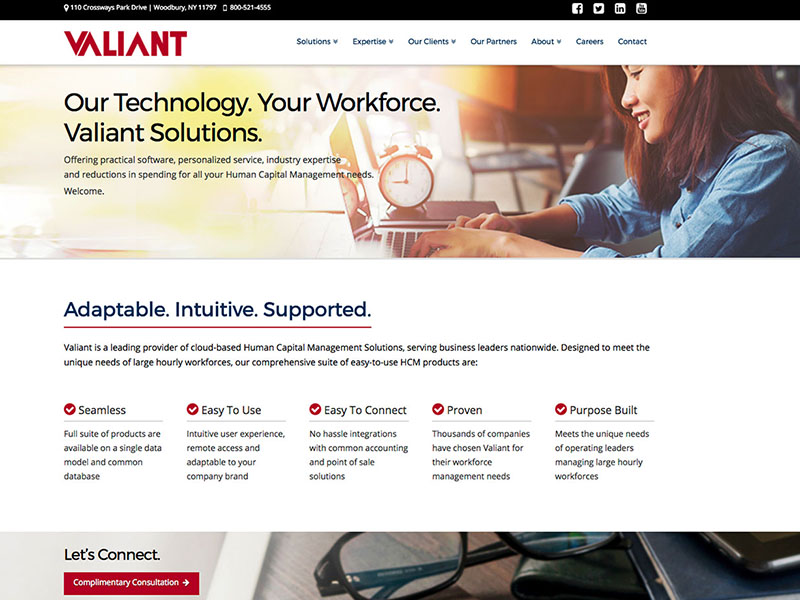 110 Crossways Park Drive | Woodbury, NY 11797 800-521-4555
VALIANT
Solutions Expertise Our Clients Our Partners About Careers Contact
Our Technology. Your Workforce.
Valiant Solutions.
Offering practical software, personalized service, industry expertise
and reductions in spending for all your Human Capital Management needs.
Welcome.
Adaptable. Intuitive. Supported.
Valiant is a leading provider of cloud-based Human Capital Management Solutions, serving business leaders nationwide. Designed to meet the
unique needs of large hourly workforces, our comprehensive suite of easy-to-use HCM products are:
Seamless
Full suite of products are
available on a single data
model and common
database
Easy To Use
Intuitive user experience,
remote access and
adaptable to your
company brand
Easy To Connect
No hassle integrations
with common accounting
and point of sale
solutions
Proven
Thousands of companies
have chosen Valiant for
their workforce
management needs
Purpose Built
Meets the unique needs
of operating leaders
managing large hourly
workforces
Let's Connect.
Complimentary Consultation